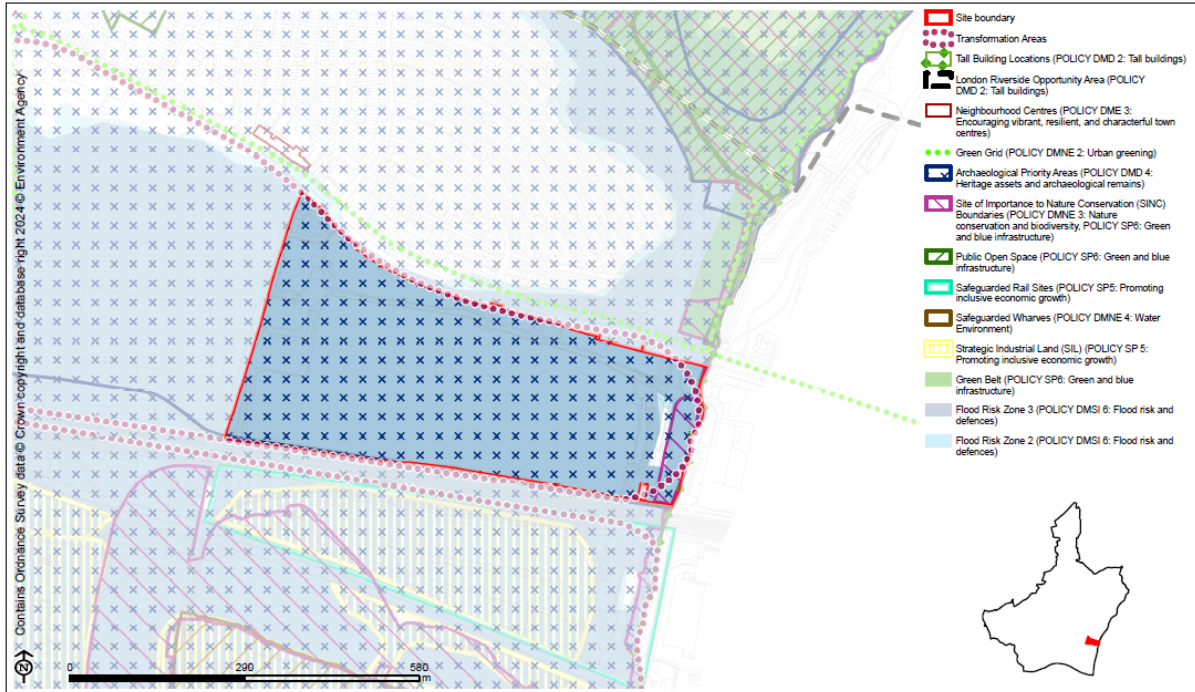 Contains Ordnance Survey data © Crown copyright and database right 2024 © Environment Agency
N
0
290
580
m
Site boundary
Transformation Areas
Tall Building Locations (POLICY DMD 2: Tall buildings)
London Riverside Opportunity Area (POLICY
DMD 2: Tall buildings)
Neighbourhood Centres (POLICY DME 3:
Encouraging vibrant, resilient, and characterful town
centres)
Green Grid (POLICY DMNE 2: Urban greening)
Archaeological Priority Areas (POLICY DMD 4:
Heritage assets and archaeological remains)
Site of Importance to Nature Conservation (SINC)
Boundaries (POLICY DMNE 3: Nature
conservation and biodiversity, POLICY SP6: Green
and blue infrastructure)
Public Open Space (POLICY SP6: Green and blue
infrastructure)
Safeguarded Rail Sites (POLICY SP5: Promoting
inclusive economic growth)
Safeguarded Wharves (POLICY DMNE 4: Water
Environment)
Strategic Industrial Land (SIL) (POLICY SP 5:
Promoting inclusive economic growth)
Green Belt (POLICY SP6: Green and blue
infrastructure)
Flood Risk Zone 3 (POLICY DMSI 6: Flood risk and
defences)
Flood Risk Zone 2 (POLICY DMSI 6: Flood risk and
defences)